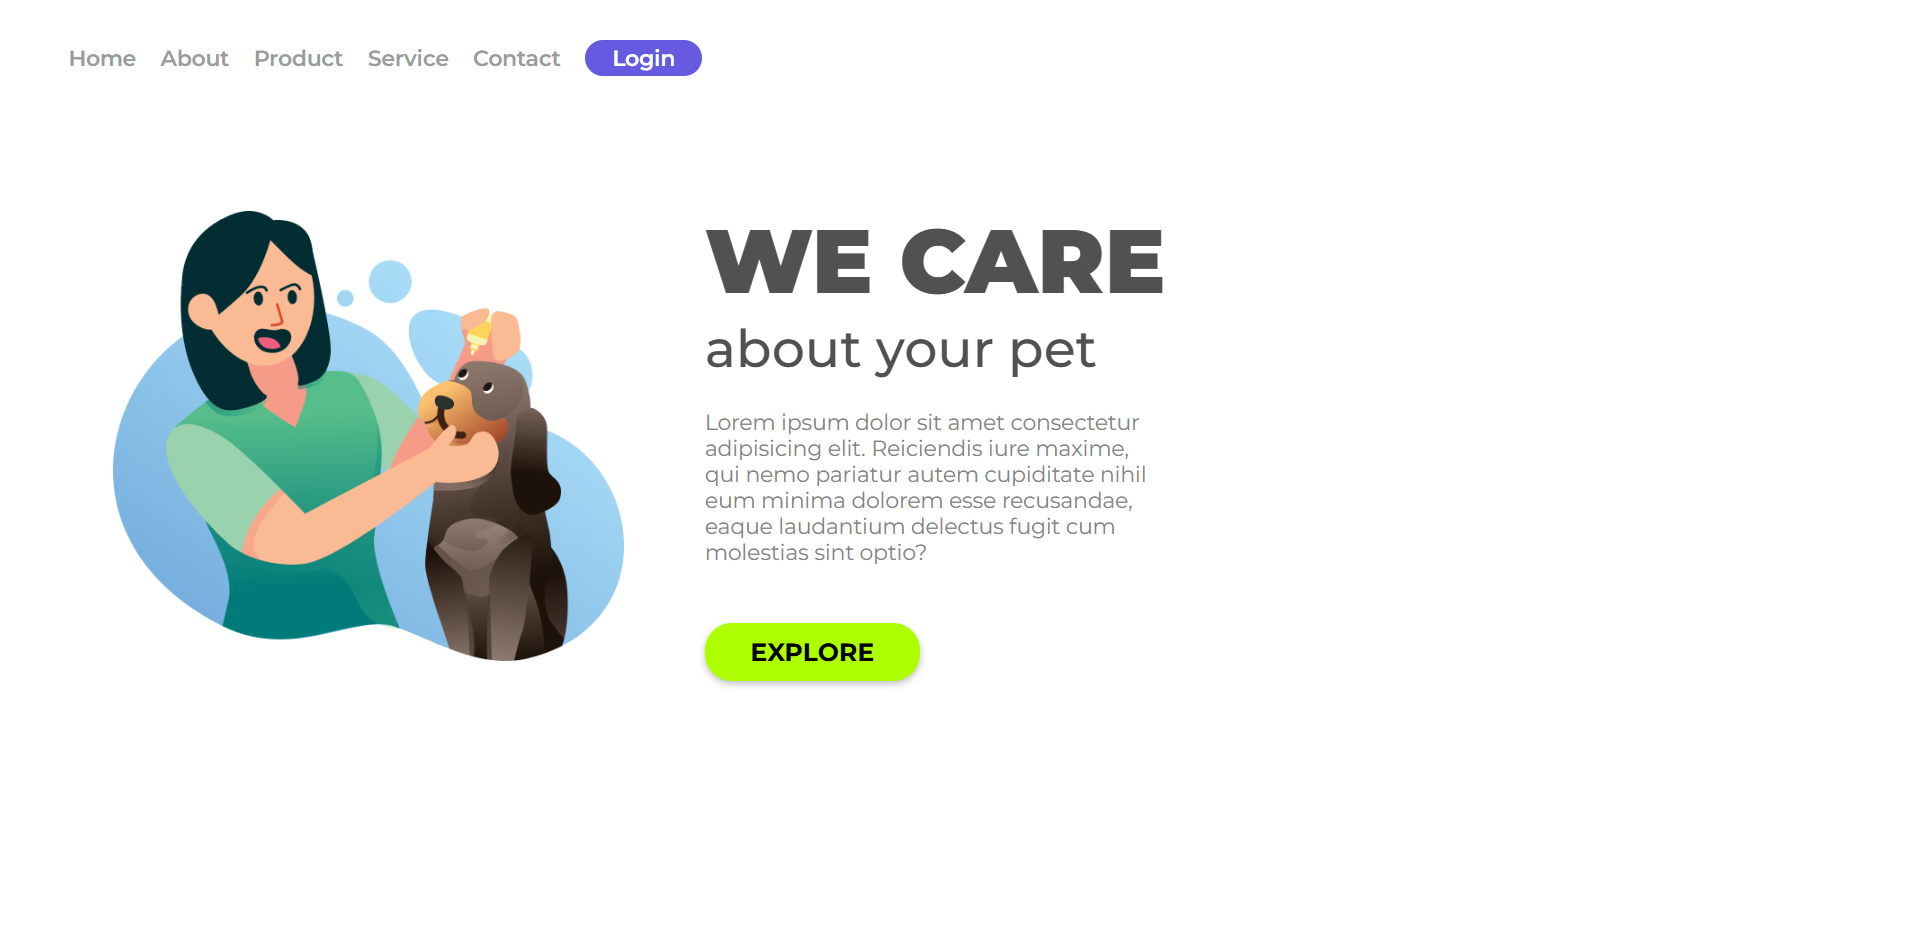 Home About Product Service Contact Login
WE CARE
about your pet
Lorem ipsum dolor sit amet consectetur
adipisicing elit. Reiciendis iure maxime,
qui nemo pariatur autem cupiditate nihil
eum minima dolorem esse recusandae,
eaque laudantium delectus fugit cum
molestias sint optio?
EXPLORE